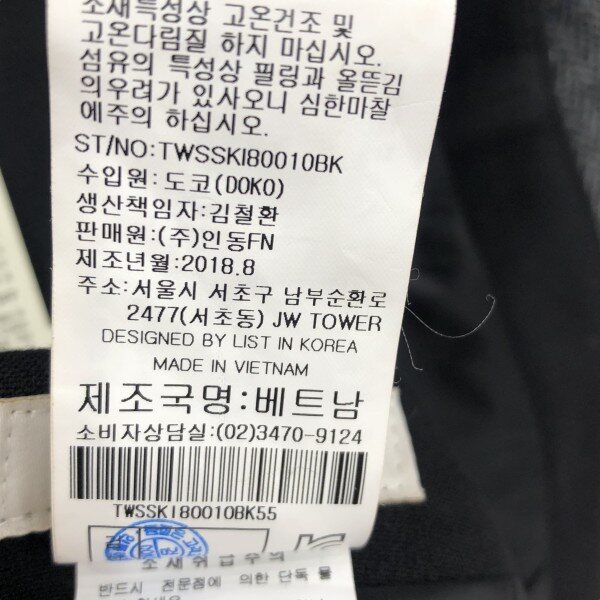 소재특성상 고온건조 및
고온다림질 하지 마십시오.
섬유의 특성상 필링과 올뜯김
의우려가 있사오니 심한마찰
에주의 하십시오.
ST/NO:TWSSKI80010BK
수입원:도코(DOKO)
생산책임자:김철환
판매원:(주)인동FN
제조년월:2018.8
주소:서울시 서초구 남부순환로
2477(서초동) JW TOWER
DESIGNED BY LIST IN KOREA
MADE IN VIETNAM
제조국명:베트남
소비자상담실:(02)3470-9124
TWSSKI80010BK55
소재취급주의
반드시 전문점에 의한 단독 물